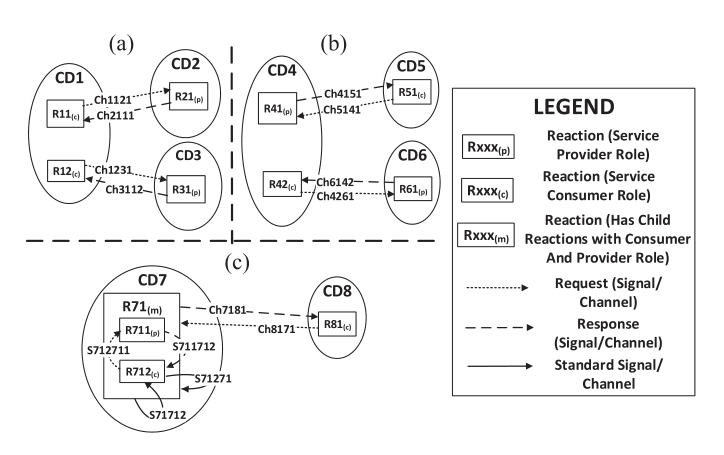 (a)
CD1
CD2
R11(c)
Ch1121
R21(p)
Ch2111
R12(c)
Ch1231
CD3
Ch3112
R31(p)
(b)
CD4
CD5
R41(p)
Ch4151
R51(c)
Ch5141
CD6
R42(c)
Ch6142
R61(p)
Ch4261
(c)
CD7
R71(m)
Ch7181
CD8
R711(p)
Ch8171
R81(c)
S712711
S711712
R712(c)
S71271
S71712
LEGEND
Rxxx(p)
Reaction (Service
Provider Role)
Rxxx(c)
Reaction (Service
Consumer Role)
Rxxx(m)
Reaction (Has Child
Reactions with Consumer
And Provider Role)
Request (Signal/
Channel)
Response
(Signal/Channel)
Standard Signal/
Channel